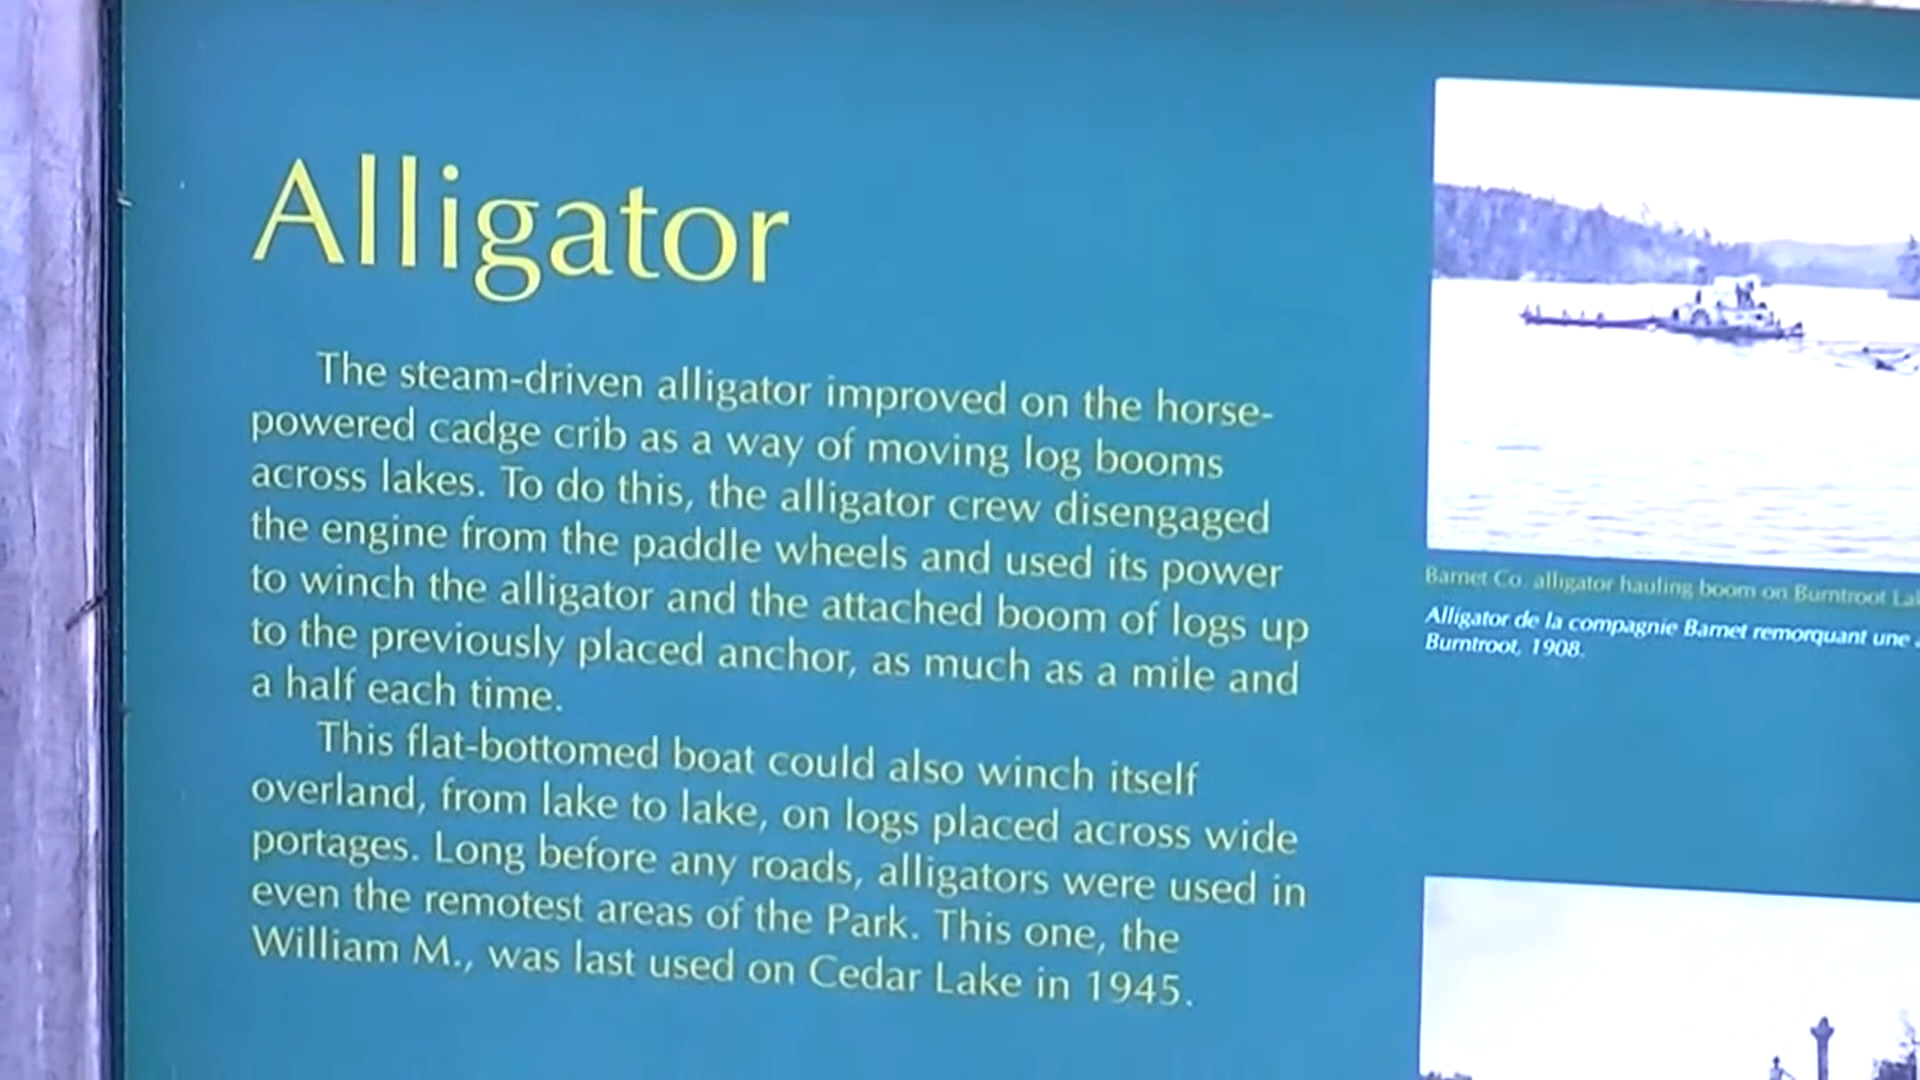 Alligator
The steam-driven alligator improved on the horse-
powered cadge crib as a way of moving log booms
across lakes. To do this, the alligator crew disengaged
the engine from the paddle wheels and used its power
to winch the alligator and the attached boom of logs up
to the previously placed anchor, as much as a mile and
a half each time.
This flat-bottomed boat could also winch itself
overland, from lake to lake, on logs placed across wide
portages. Long before any roads, alligators were used in
even the remotest areas of the Park. This one, the
William M., was last used on Cedar Lake in 1945.
Barnet Co. alligator hauling boom on Burntroot
Alligator de la compagnie Barnet remorquant une
Burntroot, 1908.